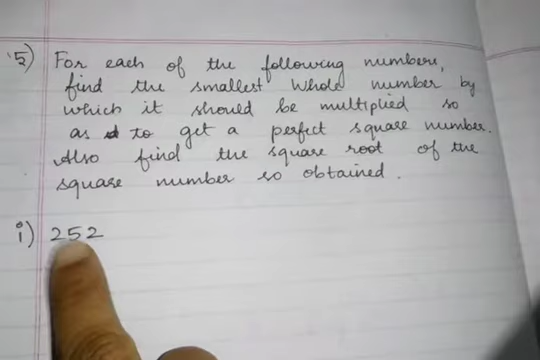 5) For each of the following numbers,
find the smallest whole number by
which it should be multiplied so
as to get a perfect square number.
Also find the square root of the
square number so obtained.
i) 252